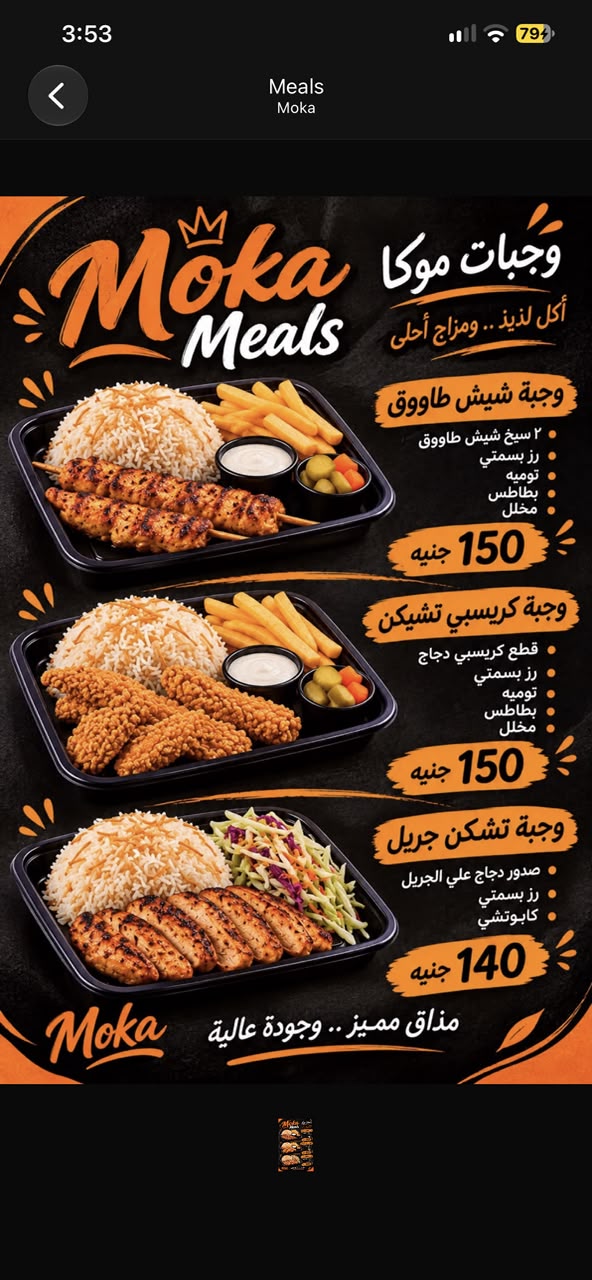 3:53
79
Meals
Moka
Moka
Meals
وجبات موكا
أكل لذيذ .. ومزاج أحلى
وجبة شيش طاووق
٢ سيخ شيش طاووق
رز بسمتي
توميه
بطاطس
مخلل
150 جنيه
وجبة كريسبي تشيكن
قطع كريسبي دجاج
رز بسمتي
توميه
بطاطس
مخلل
150 جنيه
وجبة تشكن جريل
صدور دجاج علي الجريل
رز بسمتي
كابوتشي
140 جنيه
Moka
مذاق مميز .. وجودة عالية